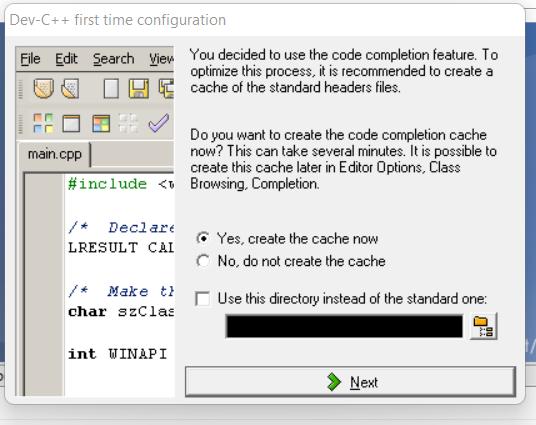 Dev-C++ first time configuration
File Edit Search View
You decided to use the code completion feature. To
optimize this process, it is recommended to create a
cache of the standard headers files.
Do you want to create the code completion cache
now? This can take several minutes. It is possible to
create this cache later in Editor Options, Class
Browsing, Completion.
main.cpp
#include <w
/* Declare
LRESULT CAL
/* Make th
char szClas
int WINAPI
Yes, create the cache now
No, do not create the cache
Use this directory instead of the standard one:
Next